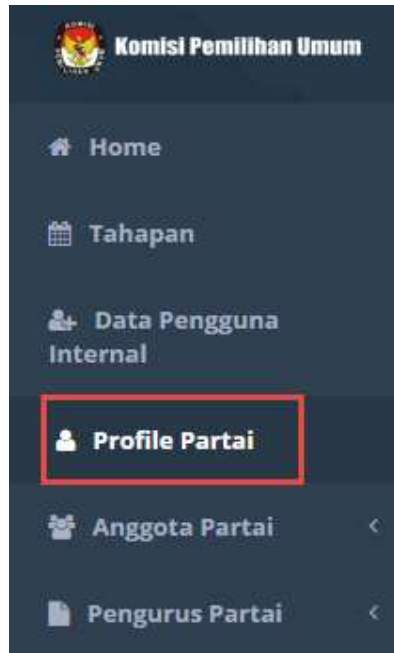 Komisi Pemilihan Umum
Home
Tahapan
Data Pengguna
Internal
Profile Partai
Anggota Partai
Pengurus Partai